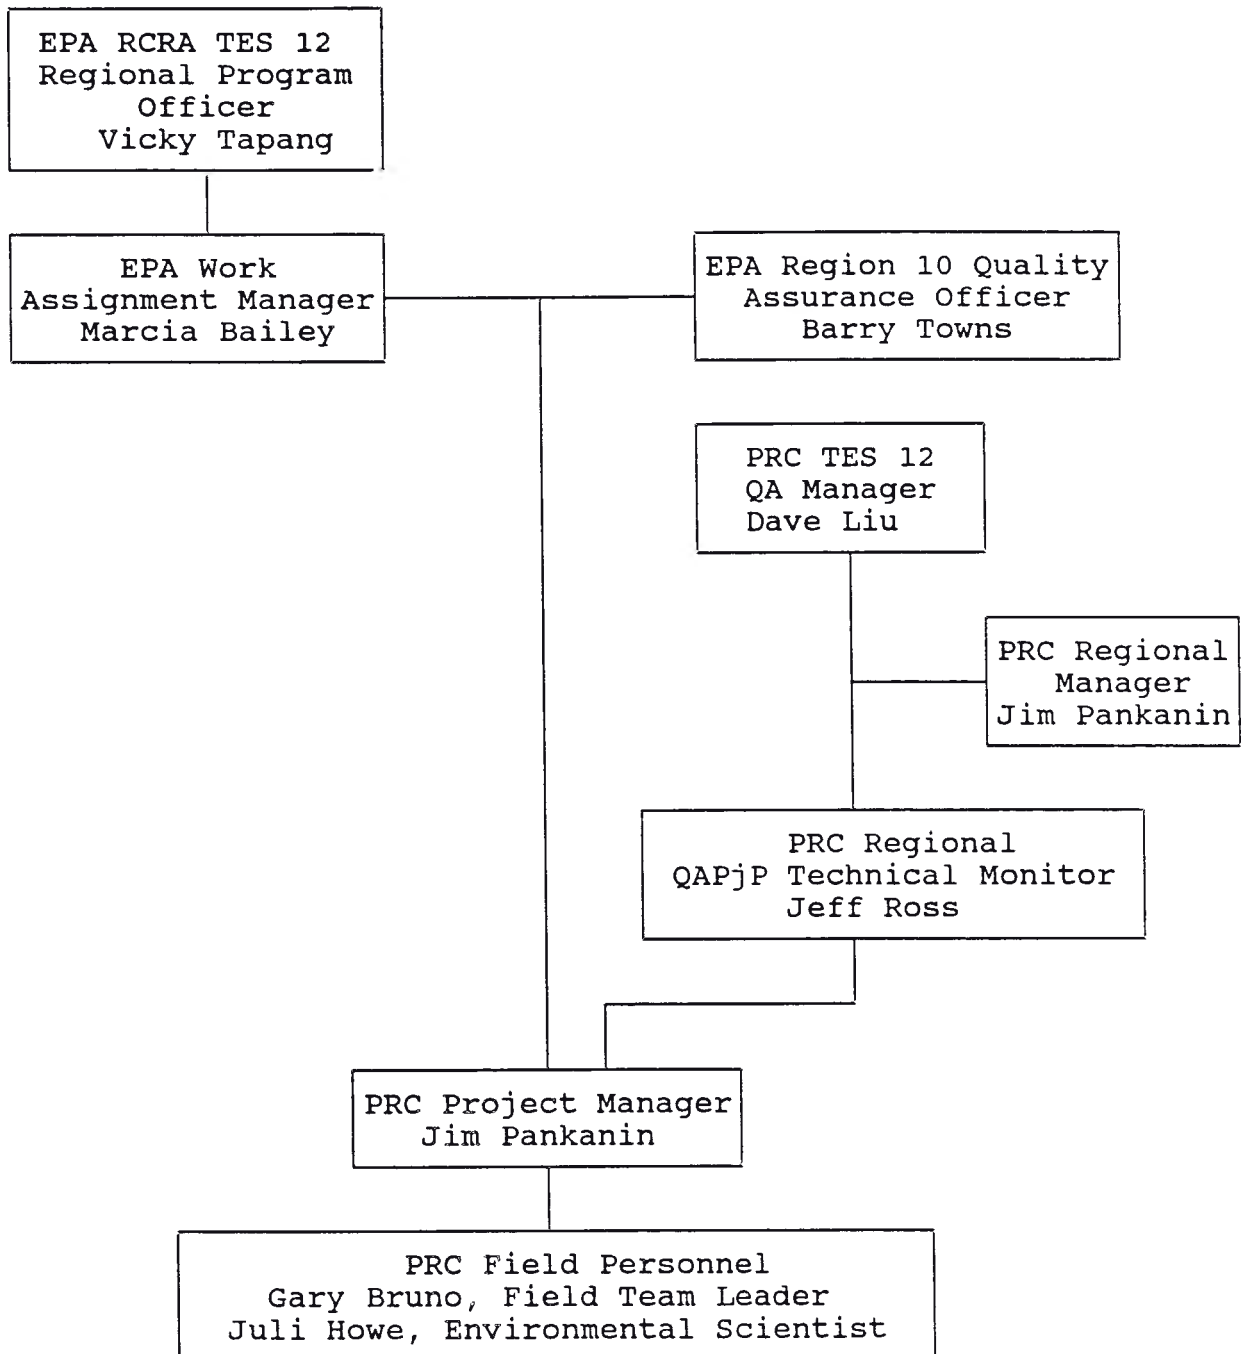 EPA RCRA TES 12
Regional Program
Officer
Vicky Tapang
EPA Work
Assignment Manager
Marcia Bailey
EPA Region 10 Quality
Assurance Officer
Barry Towns
PRC TES 12
QA Manager
Dave Liu
PRC Regional
Manager
Jim Pankanin
PRC Regional
QAPjP Technical Monitor
Jeff Ross
PRC Project Manager
Jim Pankanin
PRC Field Personnel
Gary Bruno, Field Team Leader
Juli Howe, Environmental Scientist